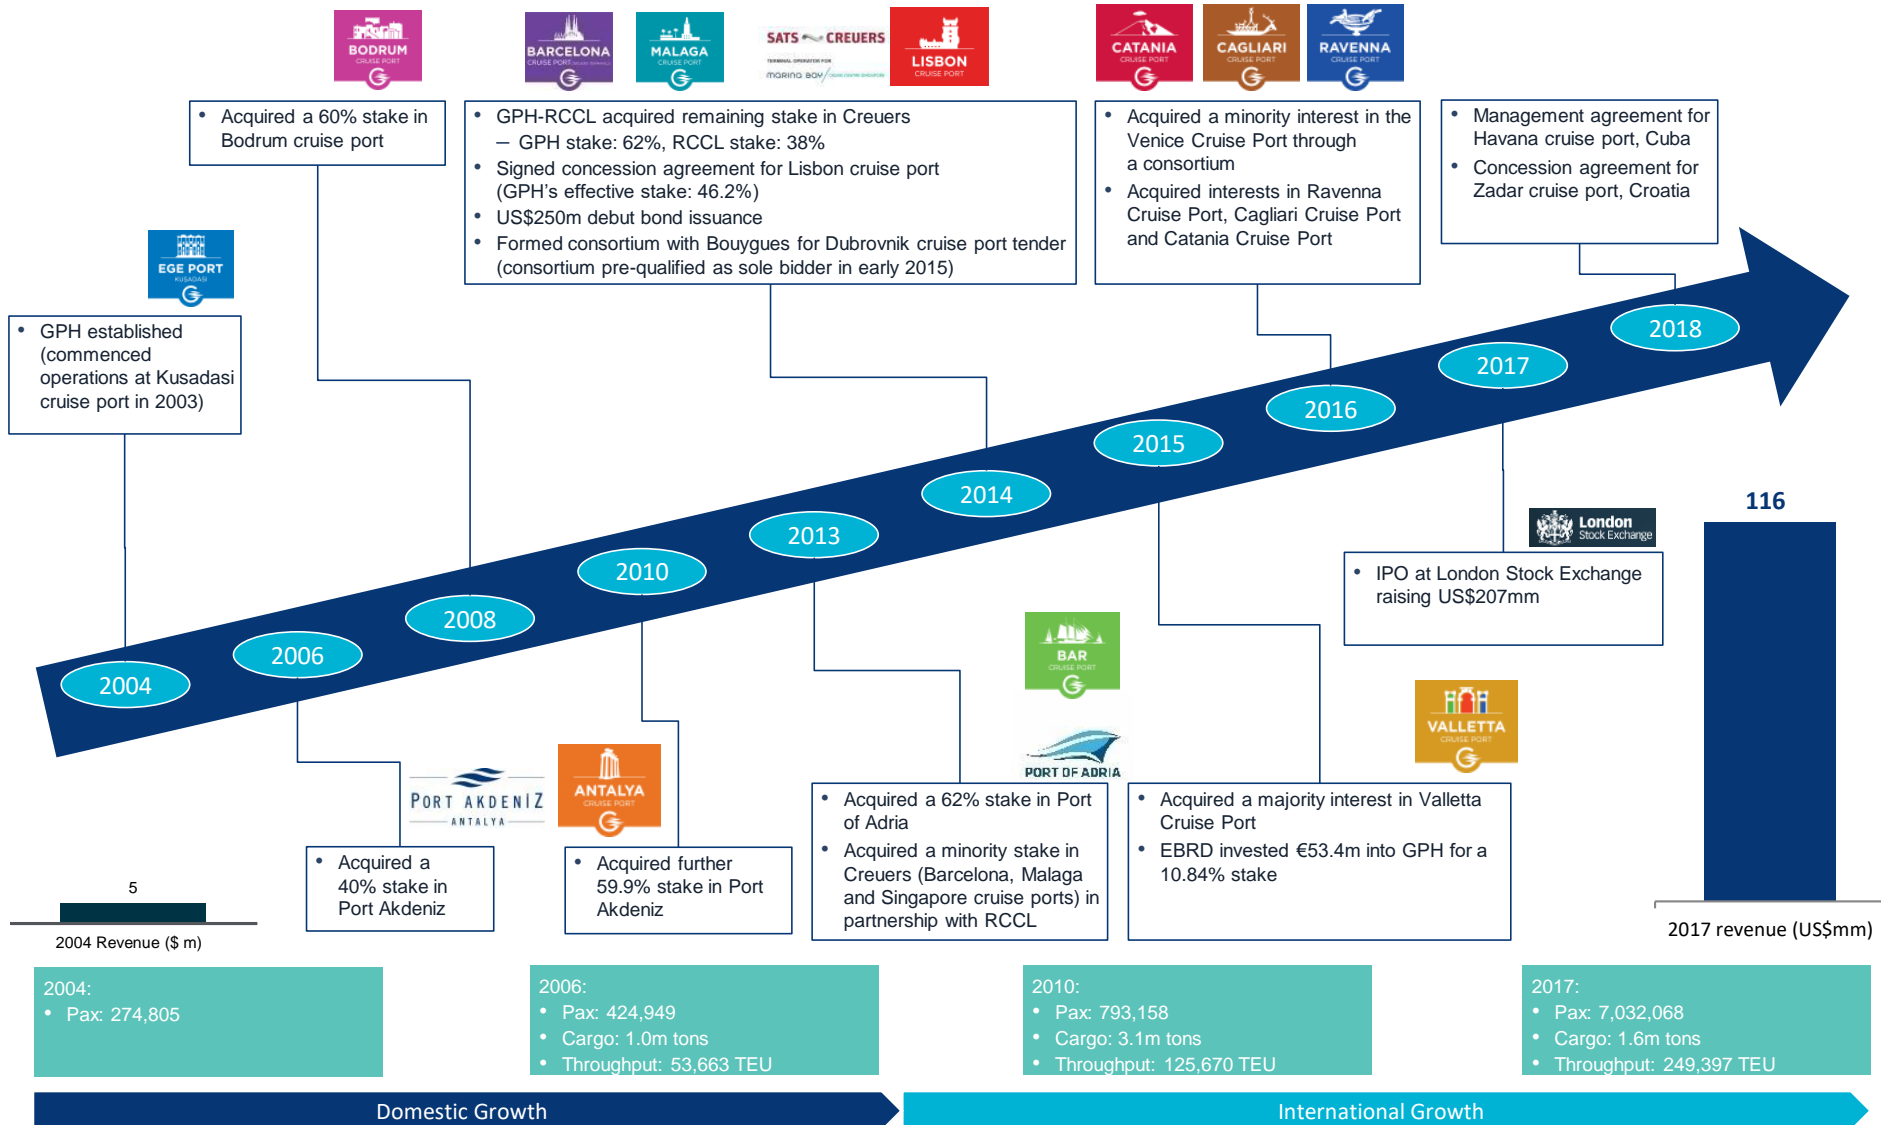 BODRUM
CRUISE PORT
BARCELONA
CRUISE PORT
MALAGA
CRUISE PORT
SATS CREUERS
TERMINAL OPERATOR FOR
MARINA BAY CRUISE CENTRE SINGAPORE
LISBON
CRUISE PORT
CATANIA
CRUISE PORT
CAGLIARI
CRUISE PORT
RAVENNA
CRUISE PORT
• Acquired a 60% stake in
Bodrum cruise port
• GPH-RCCL acquired remaining stake in Creuers
– GPH stake: 62%, RCCL stake: 38%
• Signed concession agreement for Lisbon cruise port
(GPH's effective stake: 46.2%)
• US$250m debut bond issuance
• Formed consortium with Bouygues for Dubrovnik cruise port tender
(consortium pre-qualified as sole bidder in early 2015)
• Acquired a minority interest in the
Venice Cruise Port through
a consortium
• Acquired interests in Ravenna
Cruise Port, Cagliari Cruise Port
and Catania Cruise Port
• Management agreement for
Havana cruise port, Cuba
• Concession agreement for
Zadar cruise port, Croatia
EGE PORT
KUSADASI
• GPH established
(commenced
operations at Kusadasi
cruise port in 2003)
2004
2006
2008
2010
2013
2014
2015
2016
2017
2018
London
Stock Exchange
• IPO at London Stock Exchange
raising US$207mm
116
2017 revenue (US$mm)
BAR
CRUISE PORT
PORT OF ADRIA
VALLETTA
CRUISE PORT
PORT AKDENIZ
ANTALYA
ANTALYA
CRUISE PORT
• Acquired a
40% stake in
Port Akdeniz
• Acquired further
59.9% stake in Port
Akdeniz
• Acquired a 62% stake in Port
of Adria
• Acquired a minority stake in
Creuers (Barcelona, Malaga
and Singapore cruise ports) in
partnership with RCCL
• Acquired a majority interest in Valletta
Cruise Port
• EBRD invested €53.4m into GPH for a
10.84% stake
5
2004 Revenue ($ m)
2004:
• Pax: 274,805
2006:
• Pax: 424,949
• Cargo: 1.0m tons
• Throughput: 53,663 TEU
2010:
• Pax: 793,158
• Cargo: 3.1m tons
• Throughput: 125,670 TEU
2017:
• Pax: 7,032,068
• Cargo: 1.6m tons
• Throughput: 249,397 TEU
Domestic Growth
International Growth